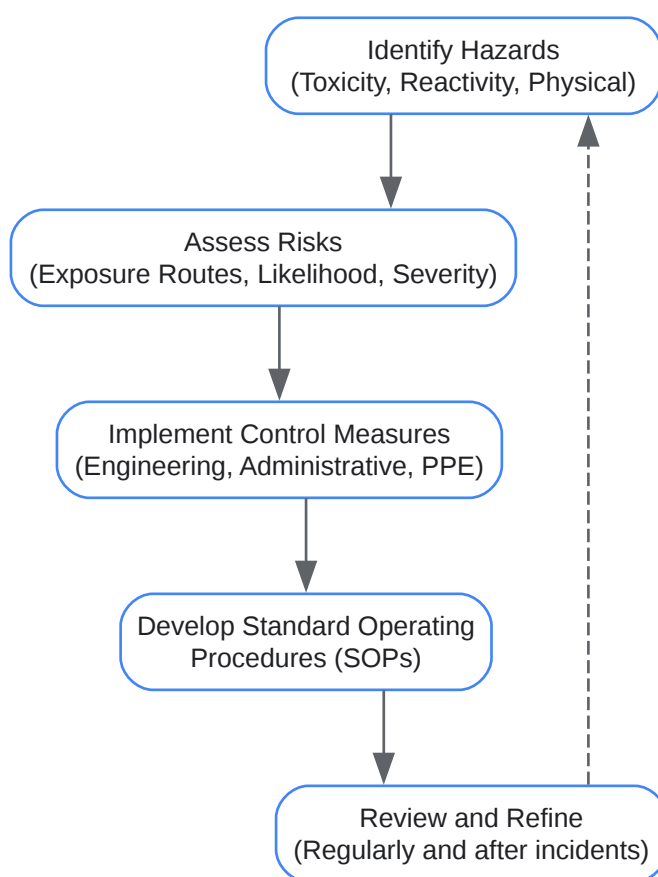 Identify Hazards
(Toxicity, Reactivity, Physical)
Assess Risks
(Exposure Routes, Likelihood, Severity)
Implement Control Measures
(Engineering, Administrative, PPE)
Develop Standard Operating
Procedures (SOPs)
Review and Refine
(Regularly and after incidents)